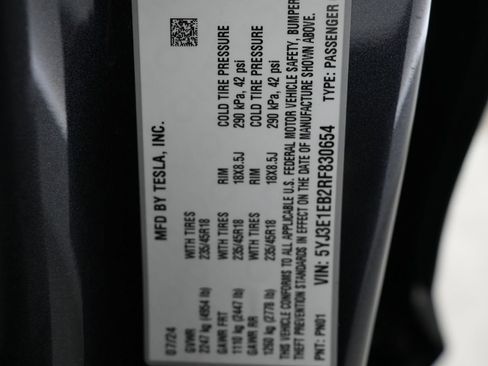 MFD BY TESLA, INC.
07/24
GVWR WITH TIRES RIM COLD TIRE PRESSURE
2247 kg (4954 lb) 235/45R18 18X8.5J 290 kPa, 42 psi
GAWR FRT WITH TIRES RIM COLD TIRE PRESSURE
1110 kg (2447 lb) 235/45R18 18X8.5J 290 kPa, 42 psi
GAWR RR
1260 kg (2778 lb) 235/45R18
THIS VEHICLE CONFORMS TO ALL APPLICABLE U.S. FEDERAL MOTOR VEHICLE SAFETY, BUMPER
THEFT PREVENTION STANDARDS IN EFFECT ON THE DATE OF MANUFACTURE SHOWN ABOVE.
VIN: 5YJ3E1EB2RF830654 TYPE: PASSENGER
PNT: PN01